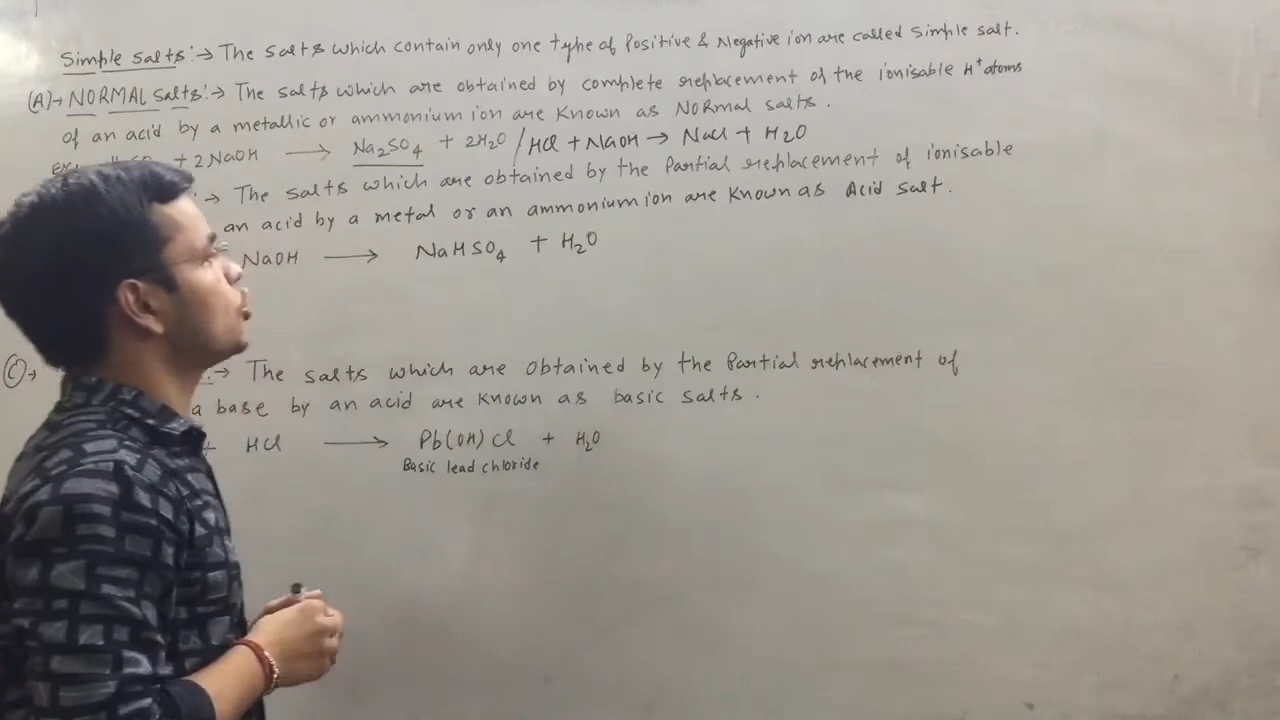 Simple salts:→ The salts which contain only one type of Positive & Negative ion are called simple salt.
(A)→ NORMAL salts:→ The salts which are obtained by complete replacement of the ionisable H⁺ atoms
of an acid by a metallic or ammonium ion are known as NORmal salts.
Ex: + 2NaOH ⟶ Na₂SO₄ + 2H₂O / HCl + NaOH → NaCl + H₂O
:→ The salts which are obtained by the Partial replacement of ionisable
an acid by a metal or an ammonium ion are known as Acid salt.
NaOH ⟶ NaHSO₄ + H₂O
(C)→ :→ The salts which are obtained by the Partial replacement of
a base by an acid are known as basic salts.
+ HCl ⟶ Pb(OH)Cl + H₂O
Basic lead chloride